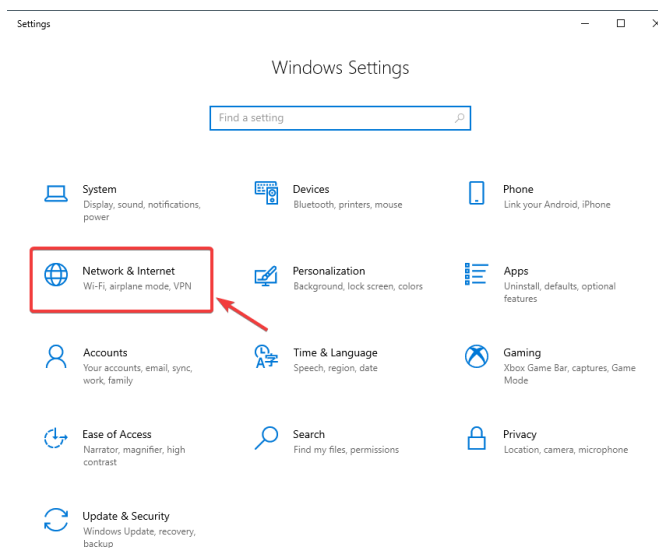 Settings
Windows Settings
Find a setting
System
Display, sound, notifications,
power
Devices
Bluetooth, printers, mouse
Phone
Link your Android, iPhone
Network & Internet
Wi-Fi, airplane mode, VPN
Personalization
Background, lock screen, colors
Apps
Uninstall, defaults, optional
features
Accounts
Your accounts, email, sync,
work, family
A字
Time & Language
Speech, region, date
Gaming
Xbox Game Bar, captures, Game
Mode
Ease of Access
Narrator, magnifier, high
contrast
Search
Find my files, permissions
Privacy
Location, camera, microphone
Update & Security
Windows Update, recovery,
backup